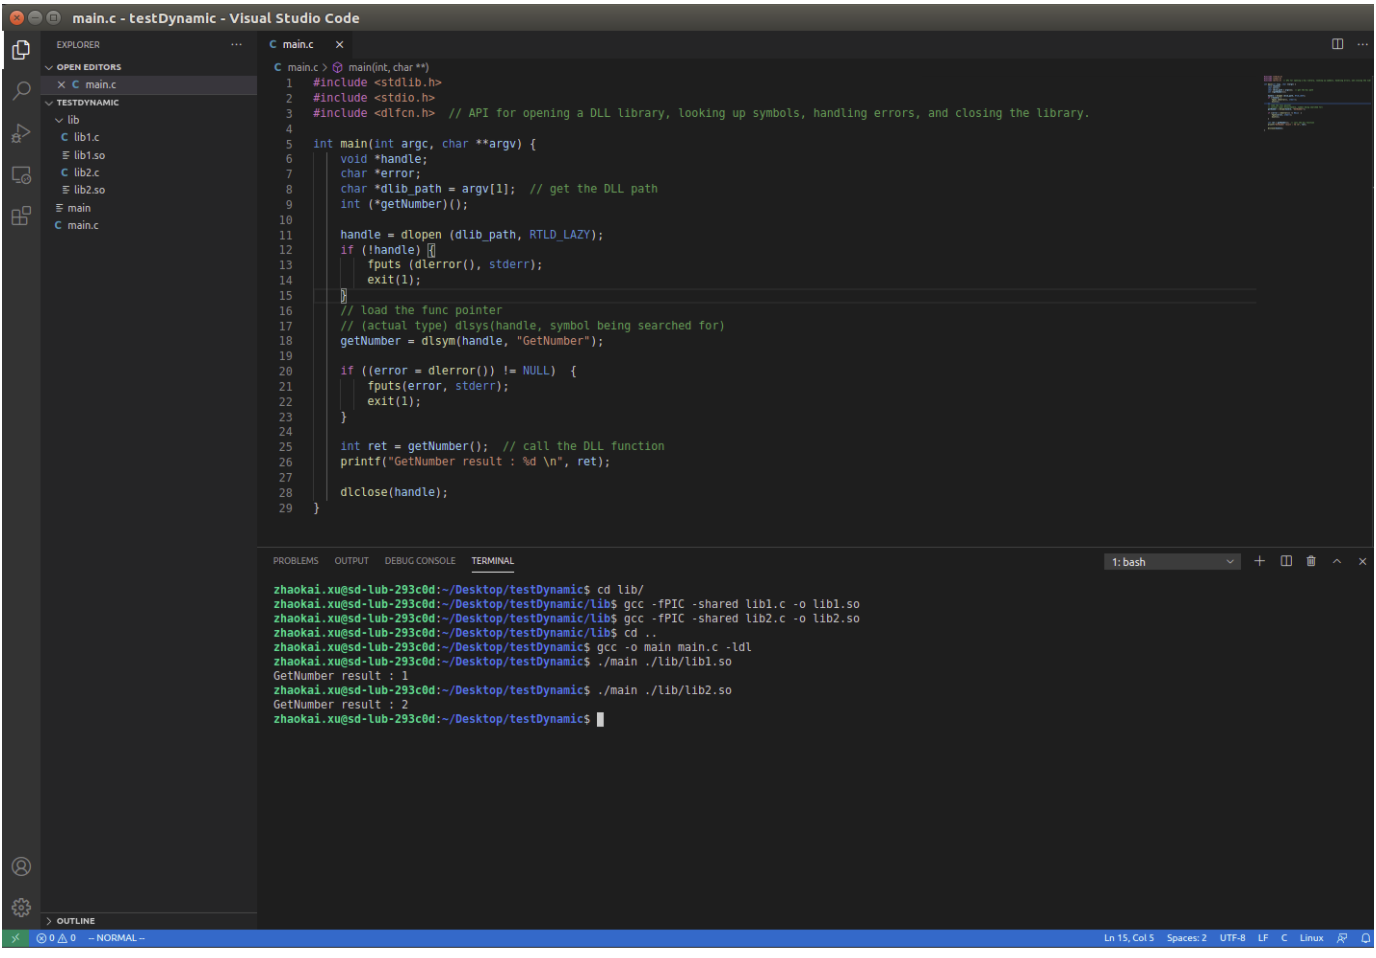 main.c - testDynamic - Visual Studio Code
EXPLORER
OPEN EDITORS
C main.c
TESTDYNAMIC
lib
C lib1.c
lib1.so
C lib2.c
lib2.so
main
C main.c
OUTLINE
C main.c
C main.c > main(int, char **)
1 #include <stdlib.h>
2 #include <stdio.h>
3 #include <dlfcn.h>  // API for opening a DLL library, looking up symbols, handling errors, and closing the library.
4
5 int main(int argc, char **argv) {
6     void *handle;
7     char *error;
8     char *dlib_path = argv[1];  // get the DLL path
9     int (*getNumber)();
10
11     handle = dlopen (dlib_path, RTLD_LAZY);
12     if (!handle) {
13         fputs (dlerror(), stderr);
14         exit(1);
15     }
16     // load the func pointer
17     // (actual type) dlsys(handle, symbol being searched for)
18     getNumber = dlsym(handle, "GetNumber");
19
20     if ((error = dlerror()) != NULL)  {
21         fputs(error, stderr);
22         exit(1);
23     }
24
25     int ret = getNumber();  // call the DLL function
26     printf("GetNumber result : %d \n", ret);
27
28     dlclose(handle);
29 }
PROBLEMS OUTPUT DEBUG CONSOLE TERMINAL
1: bash
zhaokai.xu@sd-lub-293c0d:~/Desktop/testDynamic$ cd lib/
zhaokai.xu@sd-lub-293c0d:~/Desktop/testDynamic/lib$ gcc -fPIC -shared lib1.c -o lib1.so
zhaokai.xu@sd-lub-293c0d:~/Desktop/testDynamic/lib$ gcc -fPIC -shared lib2.c -o lib2.so
zhaokai.xu@sd-lub-293c0d:~/Desktop/testDynamic/lib$ cd ..
zhaokai.xu@sd-lub-293c0d:~/Desktop/testDynamic$ gcc -o main main.c -ldl
zhaokai.xu@sd-lub-293c0d:~/Desktop/testDynamic$ ./main ./lib/lib1.so
GetNumber result : 1
zhaokai.xu@sd-lub-293c0d:~/Desktop/testDynamic$ ./main ./lib/lib2.so
GetNumber result : 2
zhaokai.xu@sd-lub-293c0d:~/Desktop/testDynamic$
0 0 -- NORMAL -- Ln 15, Col 5 Spaces: 2 UTF-8 LF C Linux